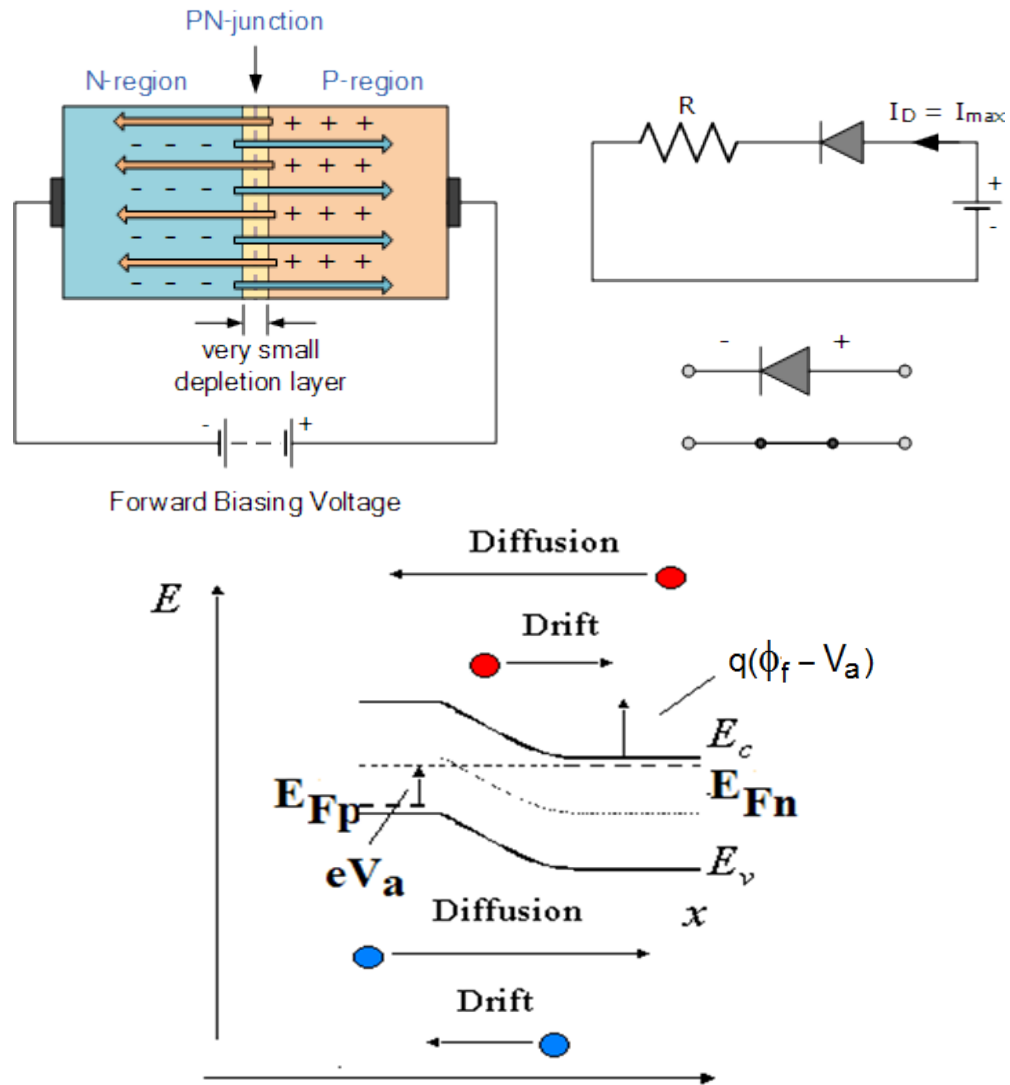 PN-junction
N-region
P-region
+ + +
- - -
+ + +
- - -
+ + +
- - -
+ + +
- - -
very small
depletion layer
- +
Forward Biasing Voltage
R
I_D = I_max
+
-
- +
Diffusion
E
Drift
q(ϕ_f – V_a)
E_c
E_Fp
E_Fn
eV_a
E_v
Diffusion
x
Drift